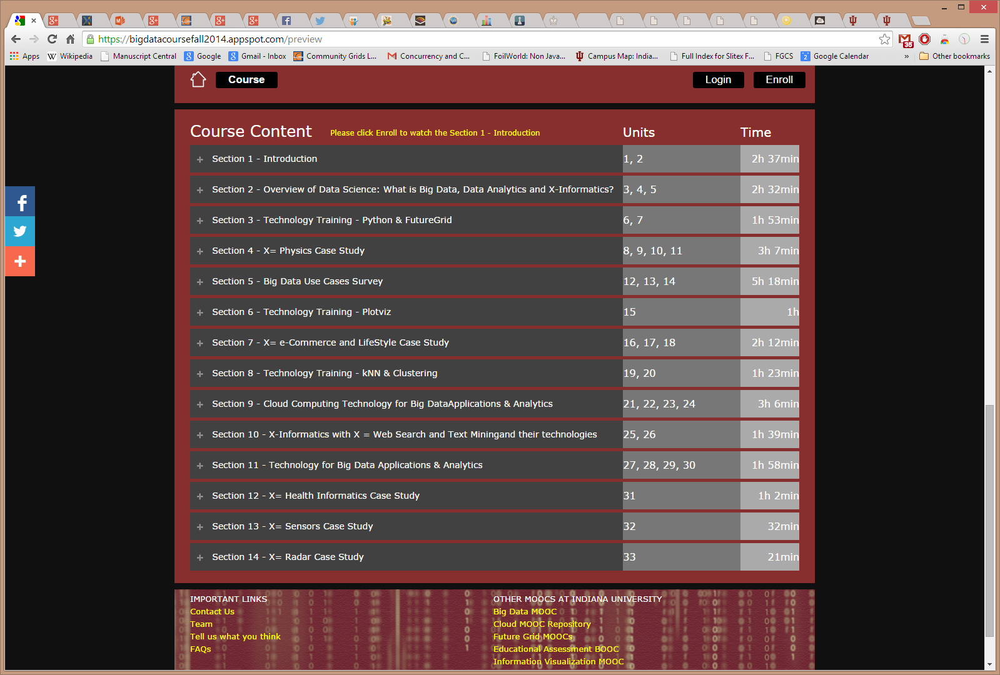 https://bigdatacoursefall2014.appspot.com/preview
35
Apps Wikipedia Manuscript Central Google Gmail - Inbox Community Grids L... Concurrency and C... FoilWorld: Non Java... Campus Map: India... Full Index for Slitex F... FGCS Google Calendar » Other bookmarks
Course Login Enroll
Course Content Please click Enroll to watch the Section 1 - Introduction Units Time
Section 1 - Introduction 1, 2 2h 37min
Section 2 - Overview of Data Science: What is Big Data, Data Analytics and X-Informatics? 3, 4, 5 2h 32min
Section 3 - Technology Training - Python & FutureGrid 6, 7 1h 53min
Section 4 - X= Physics Case Study 8, 9, 10, 11 3h 7min
Section 5 - Big Data Use Cases Survey 12, 13, 14 5h 18min
Section 6 - Technology Training - Plotviz 15 1h
Section 7 - X= e-Commerce and LifeStyle Case Study 16, 17, 18 2h 12min
Section 8 - Technology Training - kNN & Clustering 19, 20 1h 23min
Section 9 - Cloud Computing Technology for Big DataApplications & Analytics 21, 22, 23, 24 3h 6min
Section 10 - X-Informatics with X = Web Search and Text Miningand their technologies 25, 26 1h 39min
Section 11 - Technology for Big Data Applications & Analytics 27, 28, 29, 30 1h 58min
Section 12 - X= Health Informatics Case Study 31 1h 2min
Section 13 - X= Sensors Case Study 32 32min
Section 14 - X= Radar Case Study 33 21min
IMPORTANT LINKS OTHER MOOCS AT INDIANA UNIVERSITY
Contact Us Big Data MOOC
Team Cloud MOOC Repository
Tell us what you think Future Grid MOOCs
FAQs Educational Assessment BOOC
Information Visualization MOOC